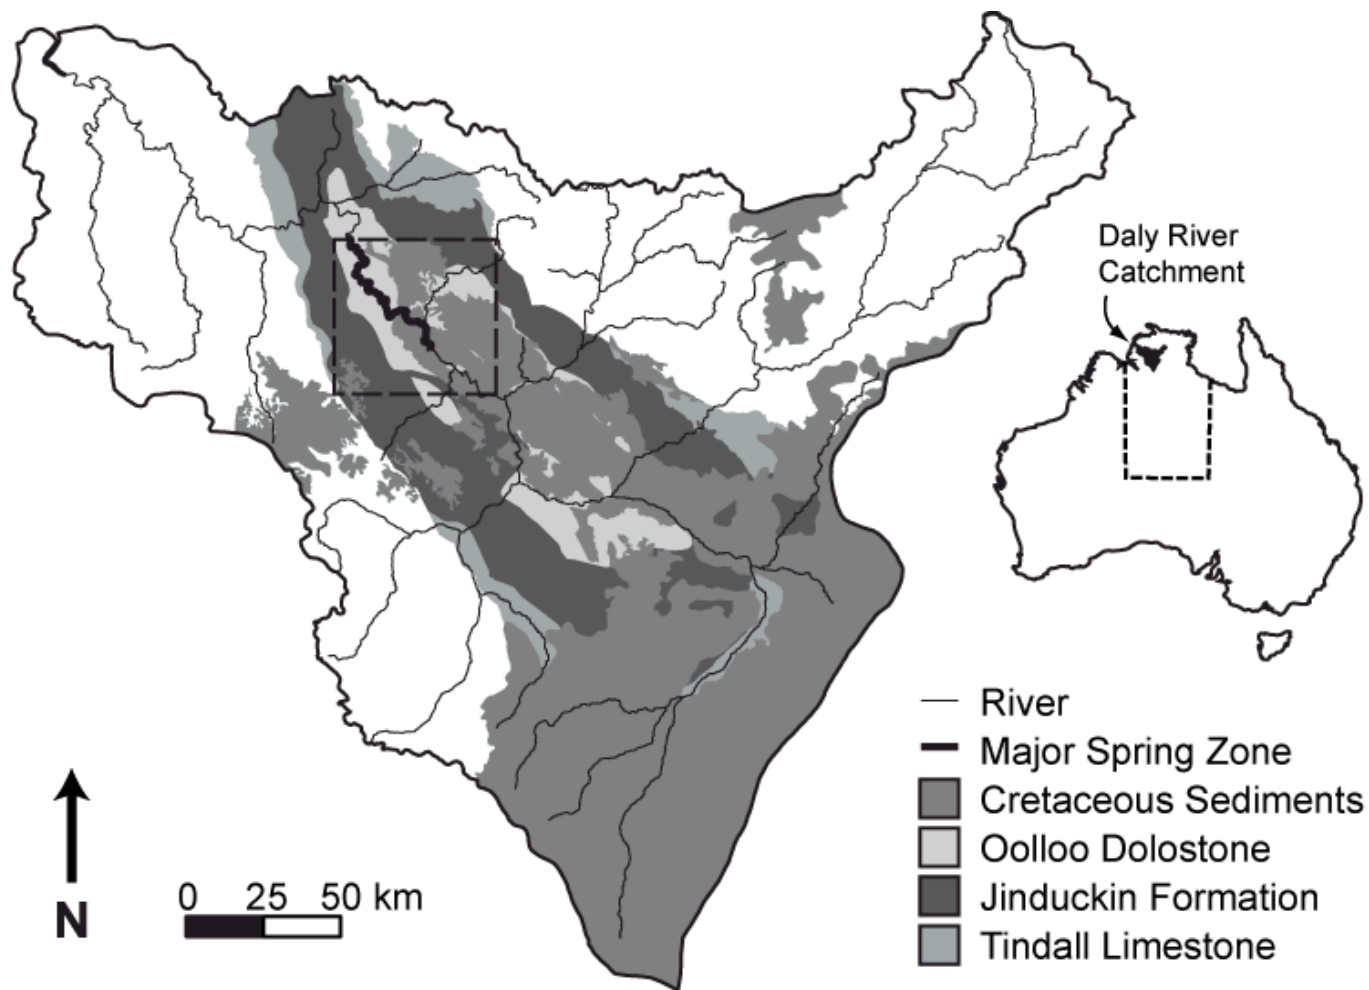 Daly River
Catchment
River
Major Spring Zone
Cretaceous Sediments
Oolloo Dolostone
Jinduckin Formation
Tindall Limestone
N
0 25 50 km